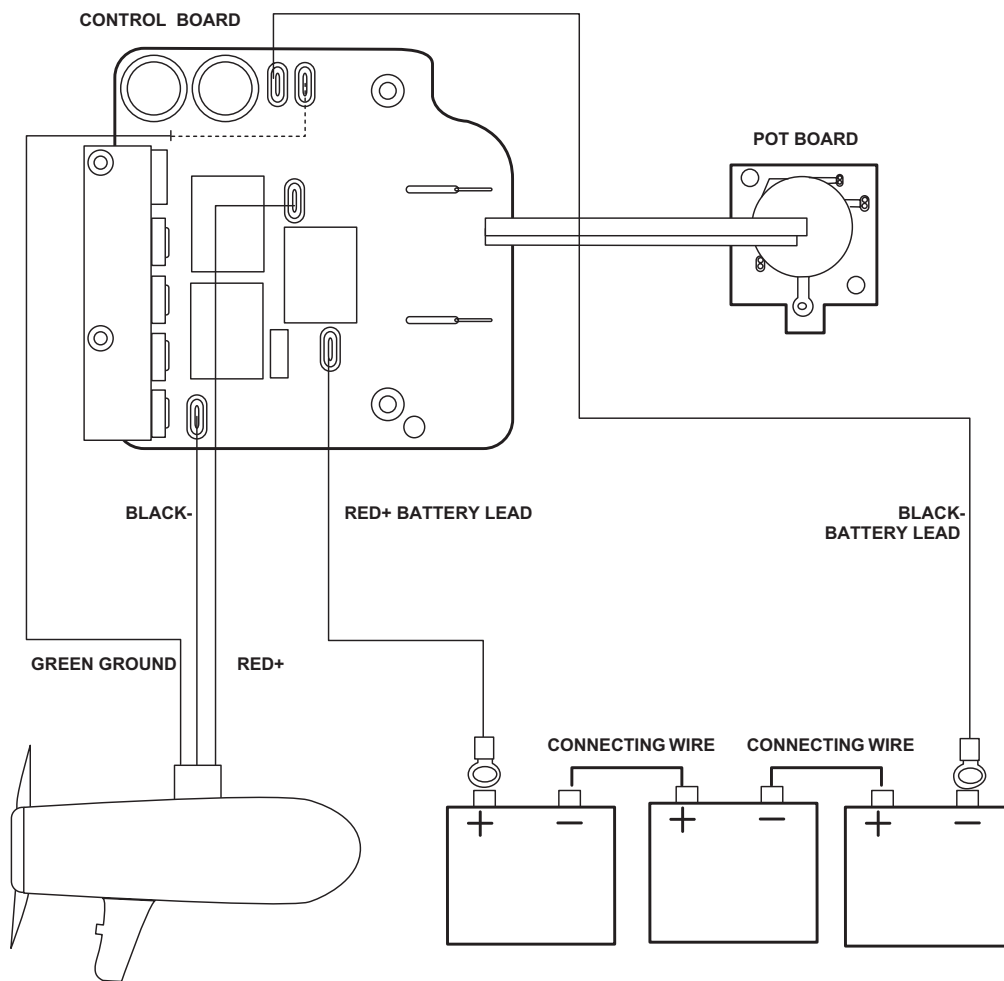 CONTROL BOARD
POT BOARD
BLACK-
RED+ BATTERY LEAD
BLACK-
BATTERY LEAD
GREEN GROUND
RED+
CONNECTING WIRE
CONNECTING WIRE
+ −
+ −
+ −